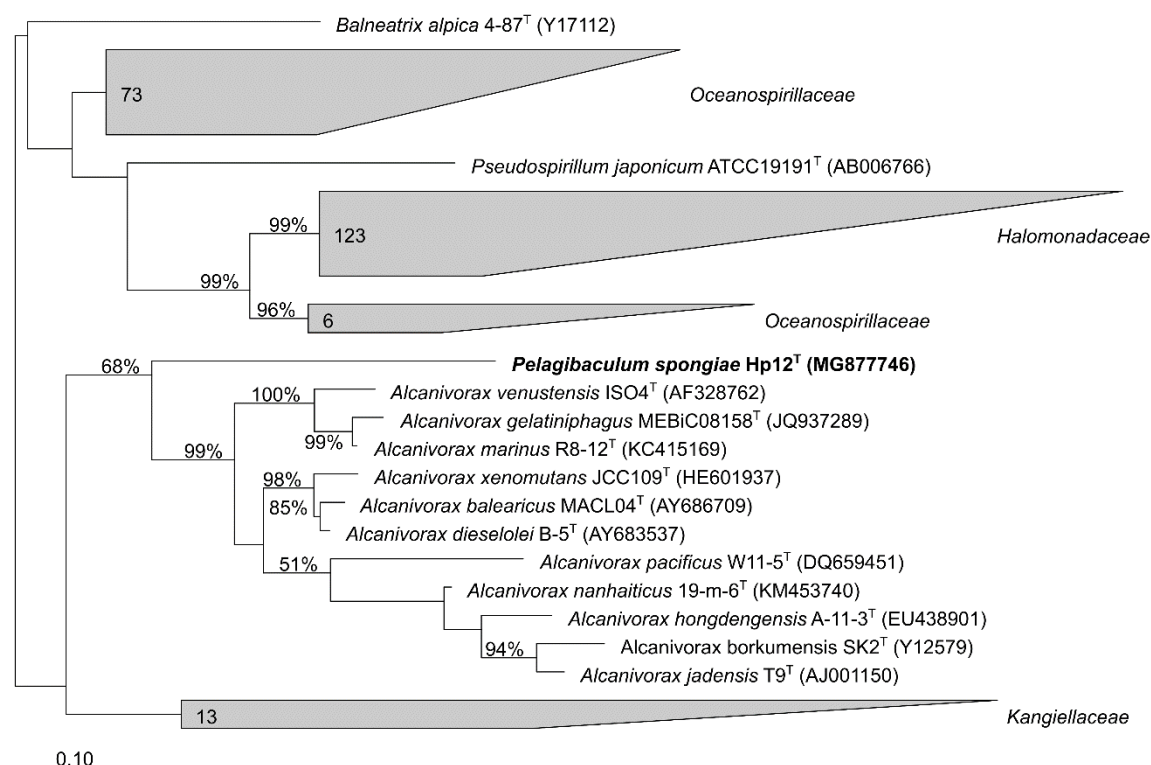 Balneatrix alpica 4-87ᵀ (Y17112)
73
Oceanospirillaceae
Pseudospirillum japonicum ATCC19191ᵀ (AB006766)
99%
123
Halomonadaceae
99%
96%
6
Oceanospirillaceae
68%
Pelagibaculum spongiae Hp12ᵀ (MG877746)
100%
Alcanivorax venustensis ISO4ᵀ (AF328762)
Alcanivorax gelatiniphagus MEBiC08158ᵀ (JQ937289)
99%
Alcanivorax marinus R8-12ᵀ (KC415169)
99%
98%
Alcanivorax xenomutans JCC109ᵀ (HE601937)
85%
Alcanivorax balearicus MACL04ᵀ (AY686709)
Alcanivorax dieselolei B-5ᵀ (AY683537)
51%
Alcanivorax pacificus W11-5ᵀ (DQ659451)
Alcanivorax nanhaiticus 19-m-6ᵀ (KM453740)
Alcanivorax hongdengensis A-11-3ᵀ (EU438901)
94%
Alcanivorax borkumensis SK2ᵀ (Y12579)
Alcanivorax jadensis T9ᵀ (AJ001150)
13
Kangiellaceae
0.10